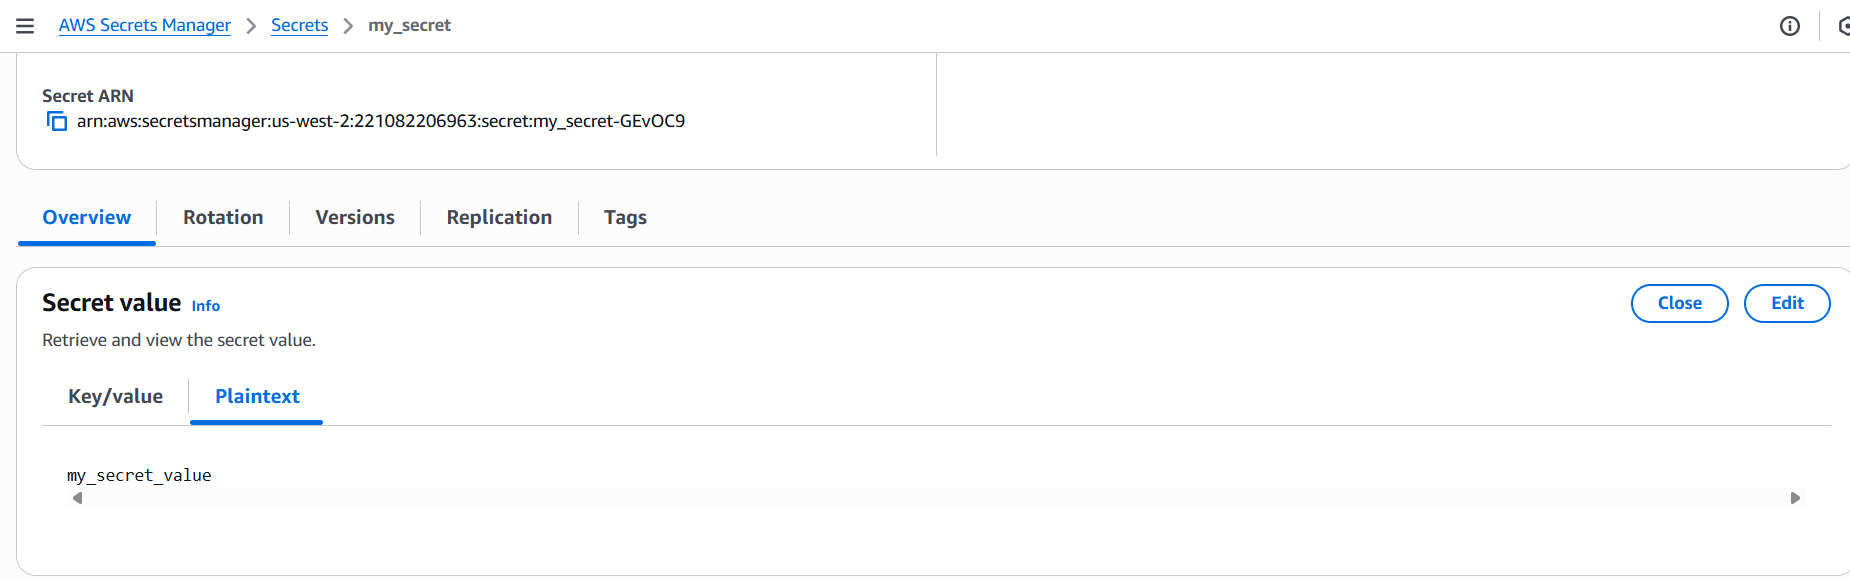 AWS Secrets Manager > Secrets > my_secret
Secret ARN
arn:aws:secretsmanager:us-west-2:221082206963:secret:my_secret-GEvOC9
Overview Rotation Versions Replication Tags
Secret value Info
Close Edit
Retrieve and view the secret value.
Key/value Plaintext
my_secret_value